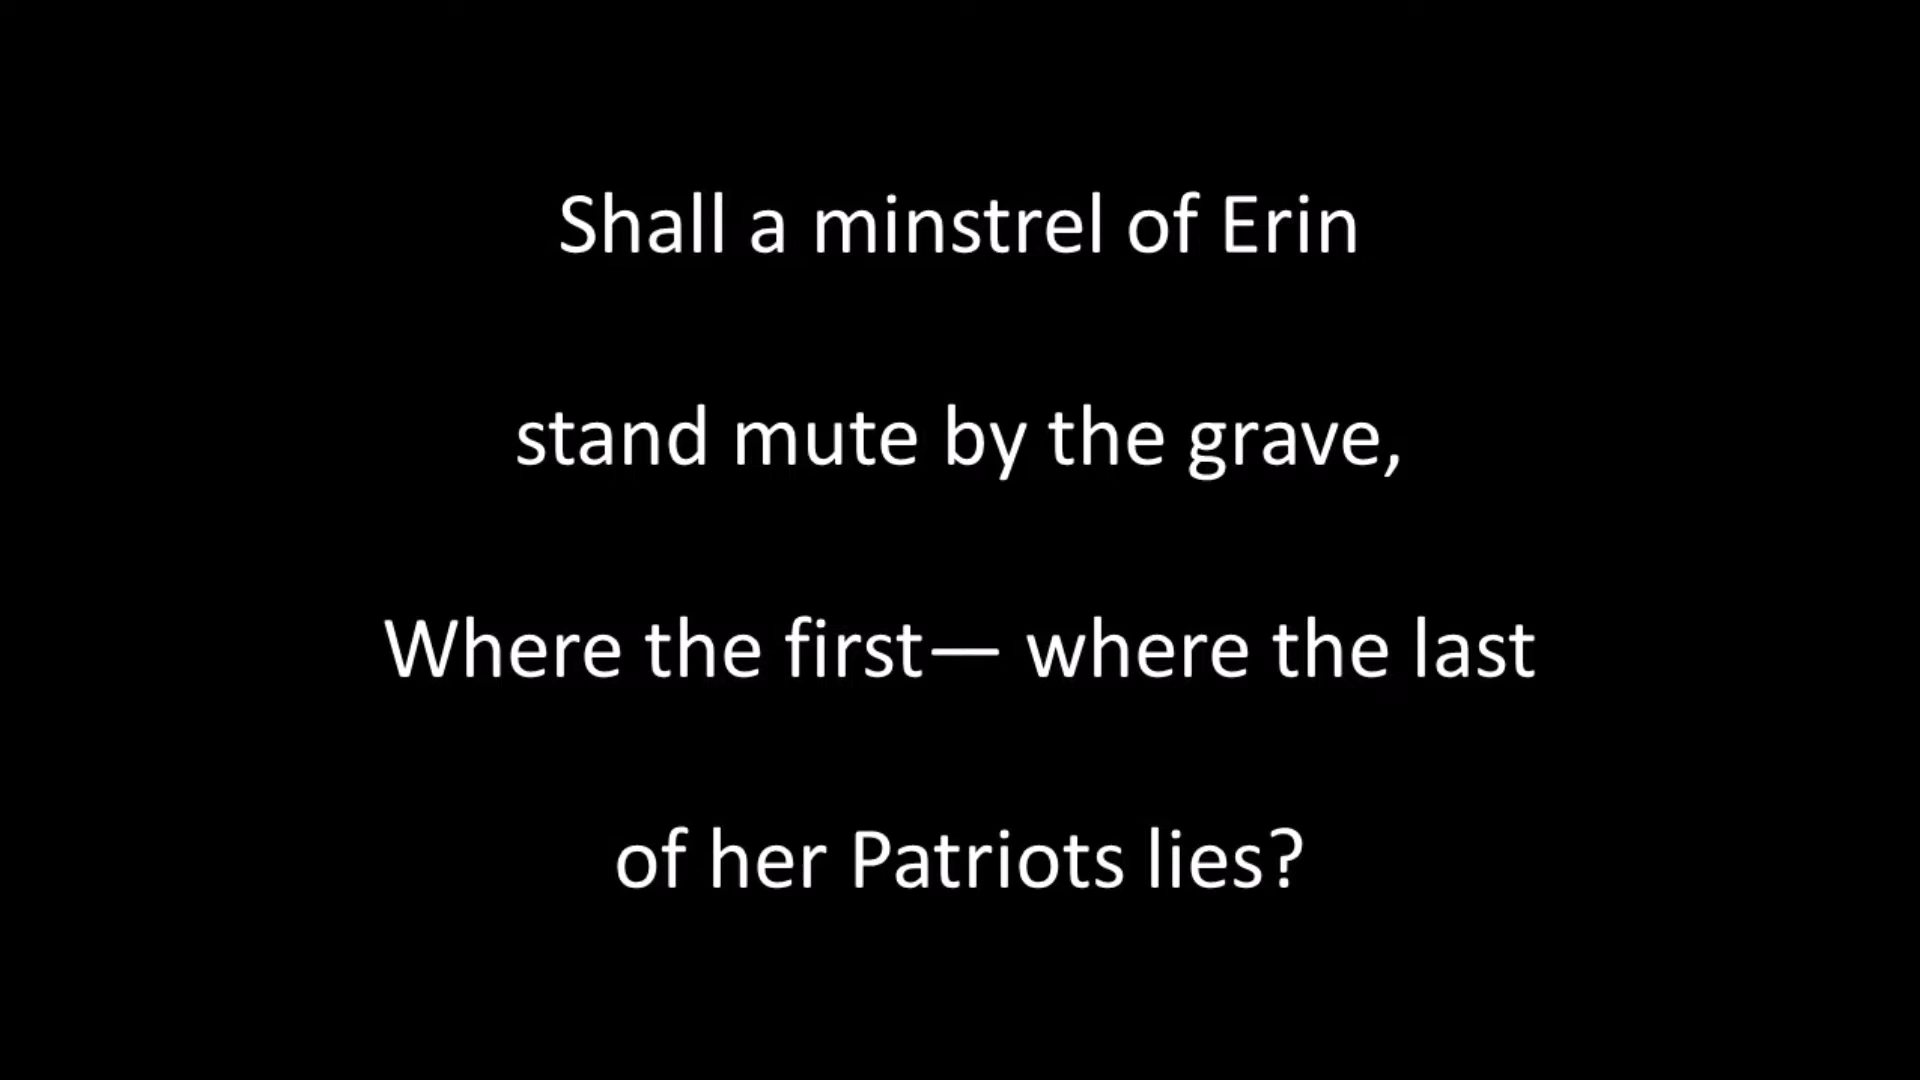 Shall a minstrel of Erin
stand mute by the grave,
Where the first— where the last
of her Patriots lies?